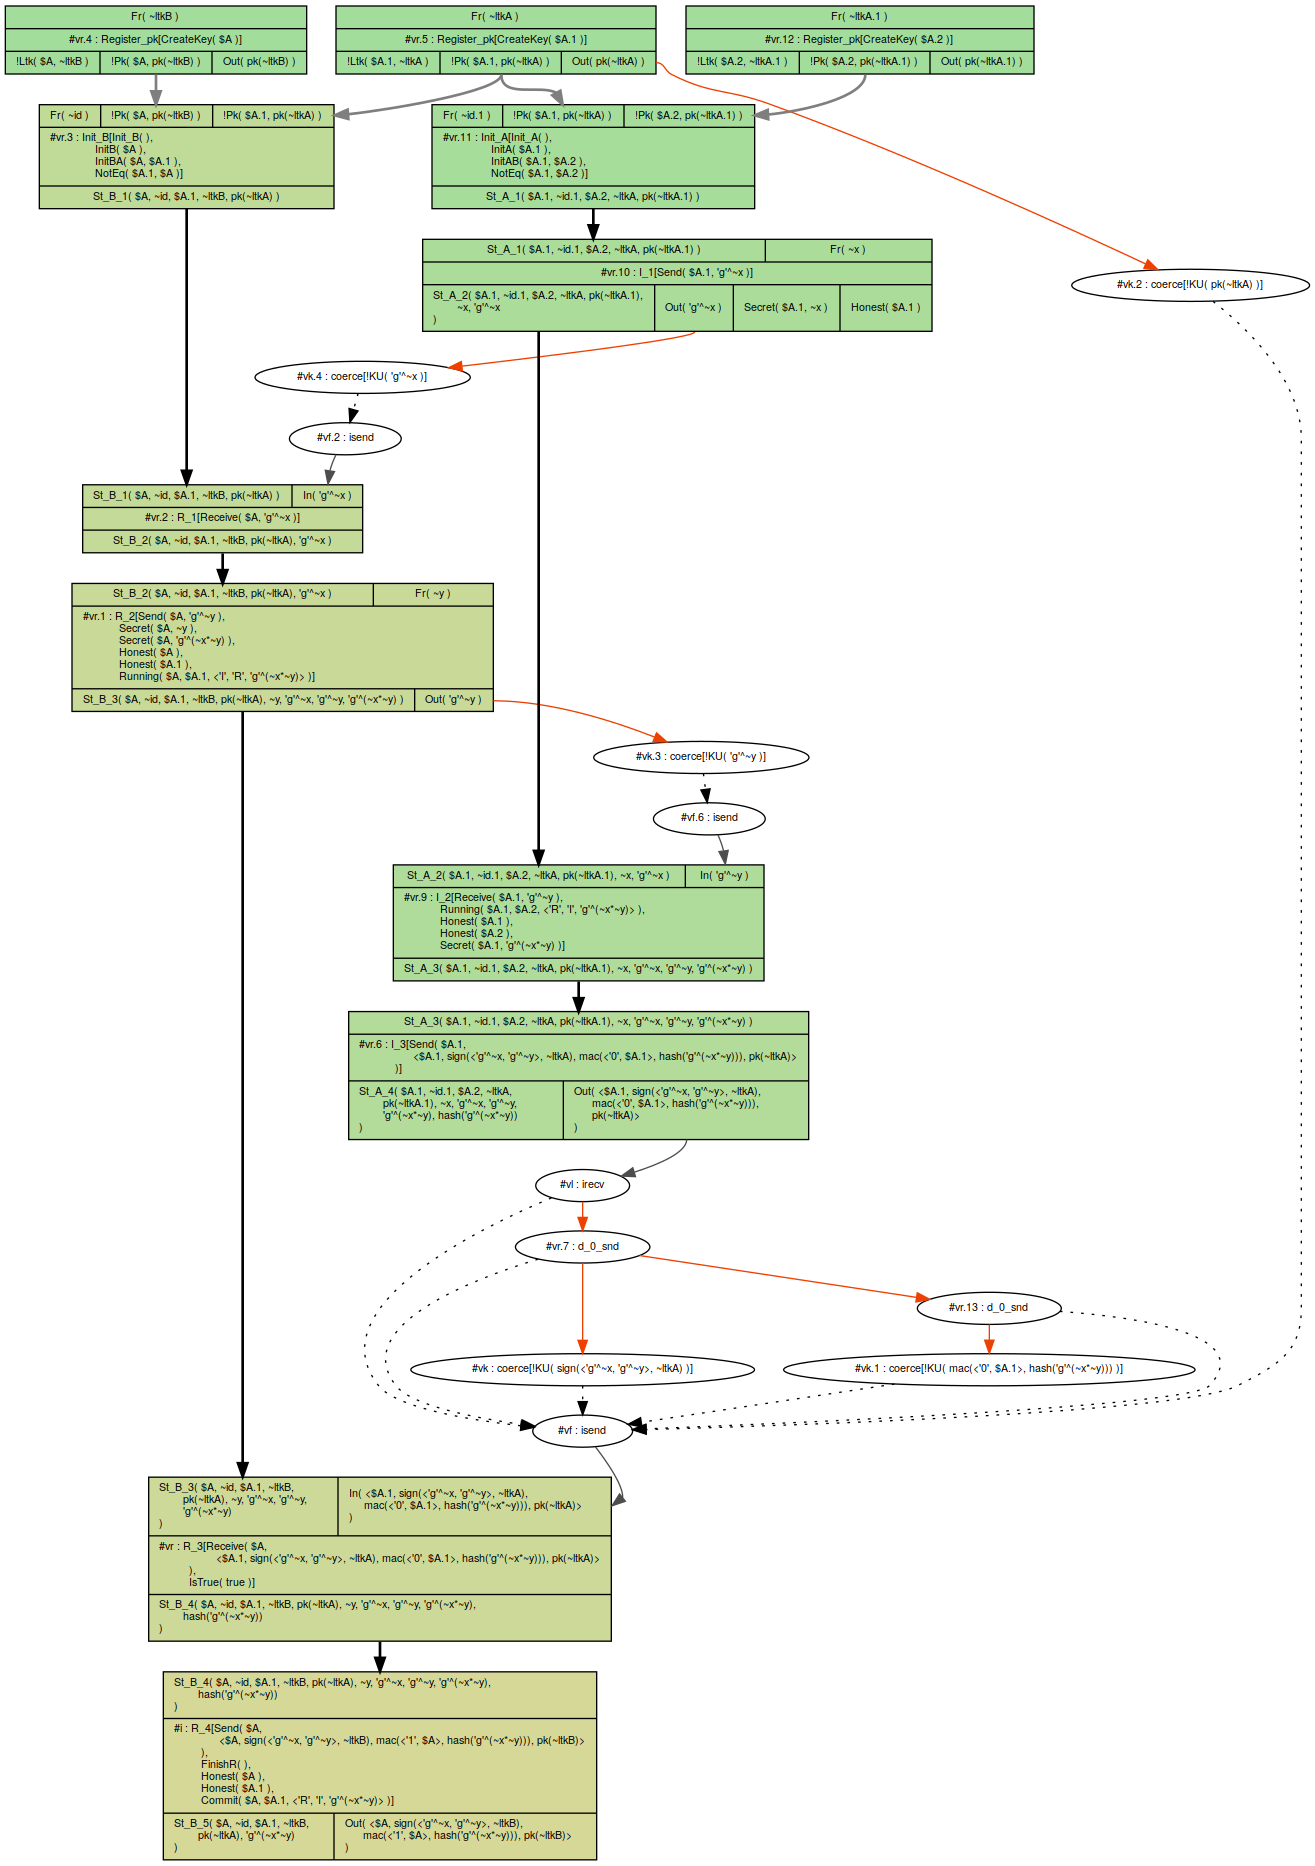 Fr( ~ltkB )
#vr.4 : Register_pk[CreateKey( $A )]
!Ltk( $A, ~ltkB )
!Pk( $A, pk(~ltkB) )
Out( pk(~ltkB) )
Fr( ~ltkA )
#vr.5 : Register_pk[CreateKey( $A.1 )]
!Ltk( $A.1, ~ltkA )
!Pk( $A.1, pk(~ltkA) )
Out( pk(~ltkA) )
Fr( ~ltkA.1 )
#vr.12 : Register_pk[CreateKey( $A.2 )]
!Ltk( $A.2, ~ltkA.1 )
!Pk( $A.2, pk(~ltkA.1) )
Out( pk(~ltkA.1) )
Fr( ~id )
!Pk( $A, pk(~ltkB) )
!Pk( $A.1, pk(~ltkA) )
#vr.3 : Init_B[Init_B( ),
InitB( $A ),
InitBA( $A, $A.1 ),
NotEq( $A.1, $A )]
St_B_1( $A, ~id, $A.1, ~ltkB, pk(~ltkA) )
Fr( ~id.1 )
!Pk( $A.1, pk(~ltkA) )
!Pk( $A.2, pk(~ltkA.1) )
#vr.11 : Init_A[Init_A( ),
InitA( $A.1 ),
InitAB( $A.1, $A.2 ),
NotEq( $A.1, $A.2 )]
St_A_1( $A.1, ~id.1, $A.2, ~ltkA, pk(~ltkA.1) )
St_A_1( $A.1, ~id.1, $A.2, ~ltkA, pk(~ltkA.1) )
Fr( ~x )
#vr.10 : I_1[Send( $A.1, 'g'^~x )]
St_A_2( $A.1, ~id.1, $A.2, ~ltkA, pk(~ltkA.1),
~x, 'g'^~x
)
Out( 'g'^~x )
Secret( $A.1, ~x )
Honest( $A.1 )
#vk.2 : coerce[!KU( pk(~ltkA) )]
#vk.4 : coerce[!KU( 'g'^~x )]
#vf.2 : isend
St_B_1( $A, ~id, $A.1, ~ltkB, pk(~ltkA) )
In( 'g'^~x )
#vr.2 : R_1[Receive( $A, 'g'^~x )]
St_B_2( $A, ~id, $A.1, ~ltkB, pk(~ltkA), 'g'^~x )
St_B_2( $A, ~id, $A.1, ~ltkB, pk(~ltkA), 'g'^~x )
Fr( ~y )
#vr.1 : R_2[Send( $A, 'g'^~y ),
Secret( $A, ~y ),
Secret( $A, 'g'^(~x*~y) ),
Honest( $A ),
Honest( $A.1 ),
Running( $A, $A.1, <'I', 'R', 'g'^(~x*~y)> )]
St_B_3( $A, ~id, $A.1, ~ltkB, pk(~ltkA), ~y, 'g'^~x, 'g'^~y, 'g'^(~x*~y) )
Out( 'g'^~y )
#vk.3 : coerce[!KU( 'g'^~y )]
#vf.6 : isend
St_A_2( $A.1, ~id.1, $A.2, ~ltkA, pk(~ltkA.1), ~x, 'g'^~x )
In( 'g'^~y )
#vr.9 : I_2[Receive( $A.1, 'g'^~y ),
Running( $A.1, $A.2, <'R', 'I', 'g'^(~x*~y)> ),
Honest( $A.1 ),
Honest( $A.2 ),
Secret( $A.1, 'g'^(~x*~y) )]
St_A_3( $A.1, ~id.1, $A.2, ~ltkA, pk(~ltkA.1), ~x, 'g'^~x, 'g'^~y, 'g'^(~x*~y) )
St_A_3( $A.1, ~id.1, $A.2, ~ltkA, pk(~ltkA.1), ~x, 'g'^~x, 'g'^~y, 'g'^(~x*~y) )
#vr.6 : I_3[Send( $A.1,
<$A.1, sign(<'g'^~x, 'g'^~y>, ~ltkA), mac(<'0', $A.1>, hash('g'^(~x*~y))), pk(~ltkA)>
)]
St_A_4( $A.1, ~id.1, $A.2, ~ltkA,
pk(~ltkA.1), ~x, 'g'^~x, 'g'^~y,
'g'^(~x*~y), hash('g'^(~x*~y))
)
Out( <$A.1, sign(<'g'^~x, 'g'^~y>, ~ltkA),
mac(<'0', $A.1>, hash('g'^(~x*~y))),
pk(~ltkA)>
)
#vl : irecv
#vr.7 : d_0_snd
#vr.13 : d_0_snd
#vk : coerce[!KU( sign(<'g'^~x, 'g'^~y>, ~ltkA) )]
#vk.1 : coerce[!KU( mac(<'0', $A.1>, hash('g'^(~x*~y))) )]
#vf : isend
St_B_3( $A, ~id, $A.1, ~ltkB,
pk(~ltkA), ~y, 'g'^~x, 'g'^~y,
'g'^(~x*~y)
)
In( <$A.1, sign(<'g'^~x, 'g'^~y>, ~ltkA),
mac(<'0', $A.1>, hash('g'^(~x*~y))), pk(~ltkA)>
)
#vr : R_3[Receive( $A,
<$A.1, sign(<'g'^~x, 'g'^~y>, ~ltkA), mac(<'0', $A.1>, hash('g'^(~x*~y))), pk(~ltkA)>
),
IsTrue( true )]
St_B_4( $A, ~id, $A.1, ~ltkB, pk(~ltkA), ~y, 'g'^~x, 'g'^~y, 'g'^(~x*~y),
hash('g'^(~x*~y))
)
St_B_4( $A, ~id, $A.1, ~ltkB, pk(~ltkA), ~y, 'g'^~x, 'g'^~y, 'g'^(~x*~y),
hash('g'^(~x*~y))
)
#i : R_4[Send( $A,
<$A, sign(<'g'^~x, 'g'^~y>, ~ltkB), mac(<'1', $A>, hash('g'^(~x*~y))), pk(~ltkB)>
),
FinishR( ),
Honest( $A ),
Honest( $A.1 ),
Commit( $A, $A.1, <'R', 'I', 'g'^(~x*~y)> )]
St_B_5( $A, ~id, $A.1, ~ltkB,
pk(~ltkA), 'g'^(~x*~y)
)
Out( <$A, sign(<'g'^~x, 'g'^~y>, ~ltkB),
mac(<'1', $A>, hash('g'^(~x*~y))), pk(~ltkB)>
)